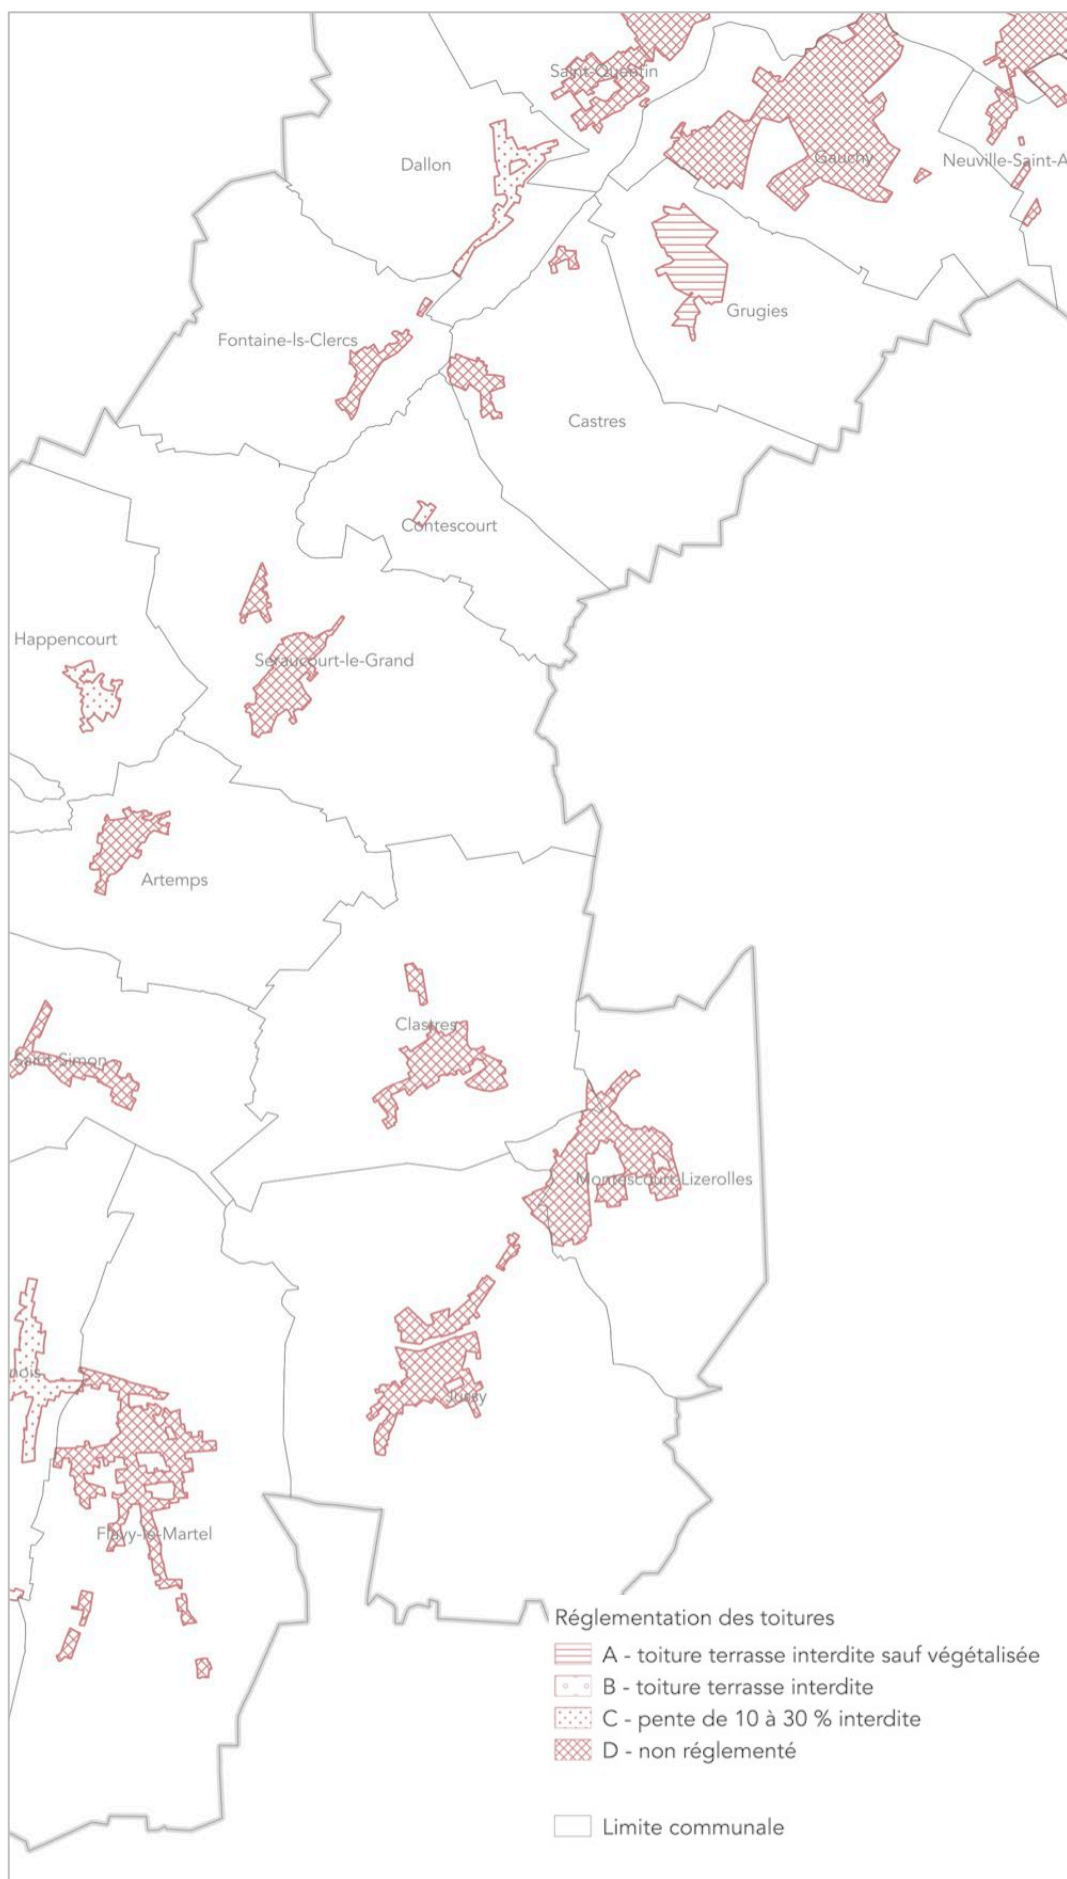 Saint-Quentin
Dallon
Gauchy
Neuville-Saint-A
Grugies
Fontaine-ls-Clercs
Castres
Contescourt
Happencourt
Seraucourt-le-Grand
Artemps
Clastres
Saint-Simon
Montescourt-Lizerolles
nois
Jussy
Flavy-le-Martel
Réglementation des toitures
A - toiture terrasse interdite sauf végétalisée
B - toiture terrasse interdite
C - pente de 10 à 30 % interdite
D - non réglementé
Limite communale